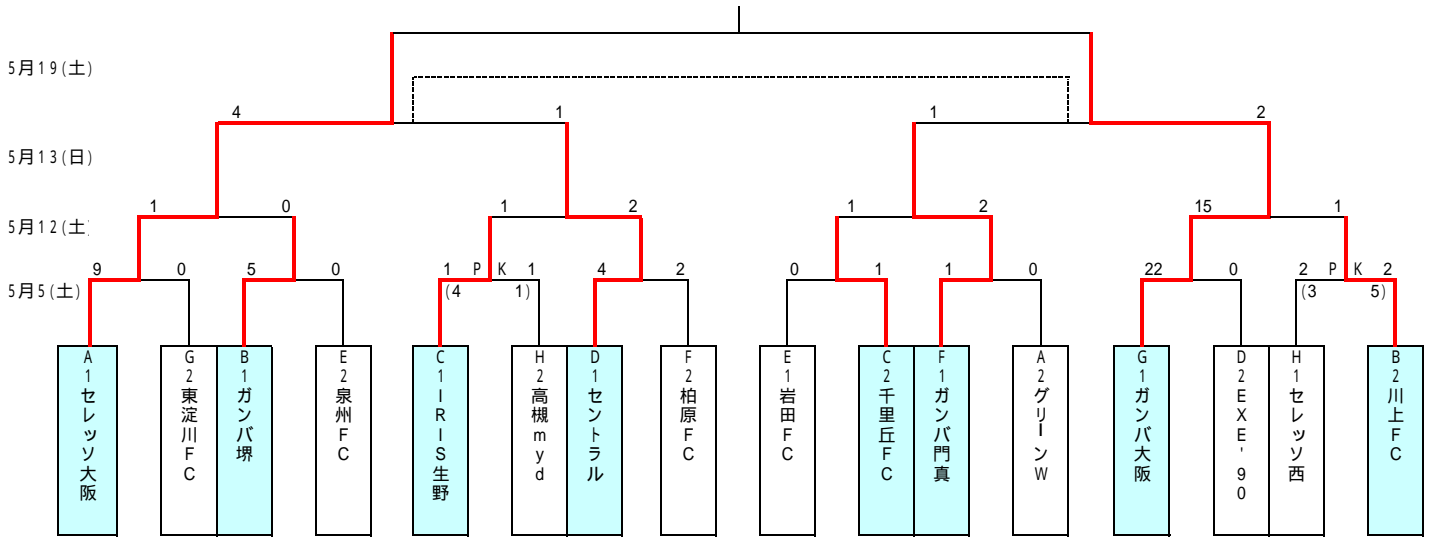 5月19(土)
4 1 1 2
5月13(日)
1 0 1 2 1 2 15 1
5月12(土)
9 0 5 0 1 P K 1 4 2 0 1 1 0 22 0 2 P K 2
5月5(土)
(4 1) (3 5)
A1セレッソ大阪
G2東淀川FC
B1ガンバ堺
E2泉州FC
C1IRIS生野
H2高槻myd
D1セントラル
F2柏原FC
E1岩田FC
C2千里丘FC
F1ガンバ門真
A2グリーンW
G1ガンバ大阪
D2EXE'90
H1セレッソ西
B2川上FC